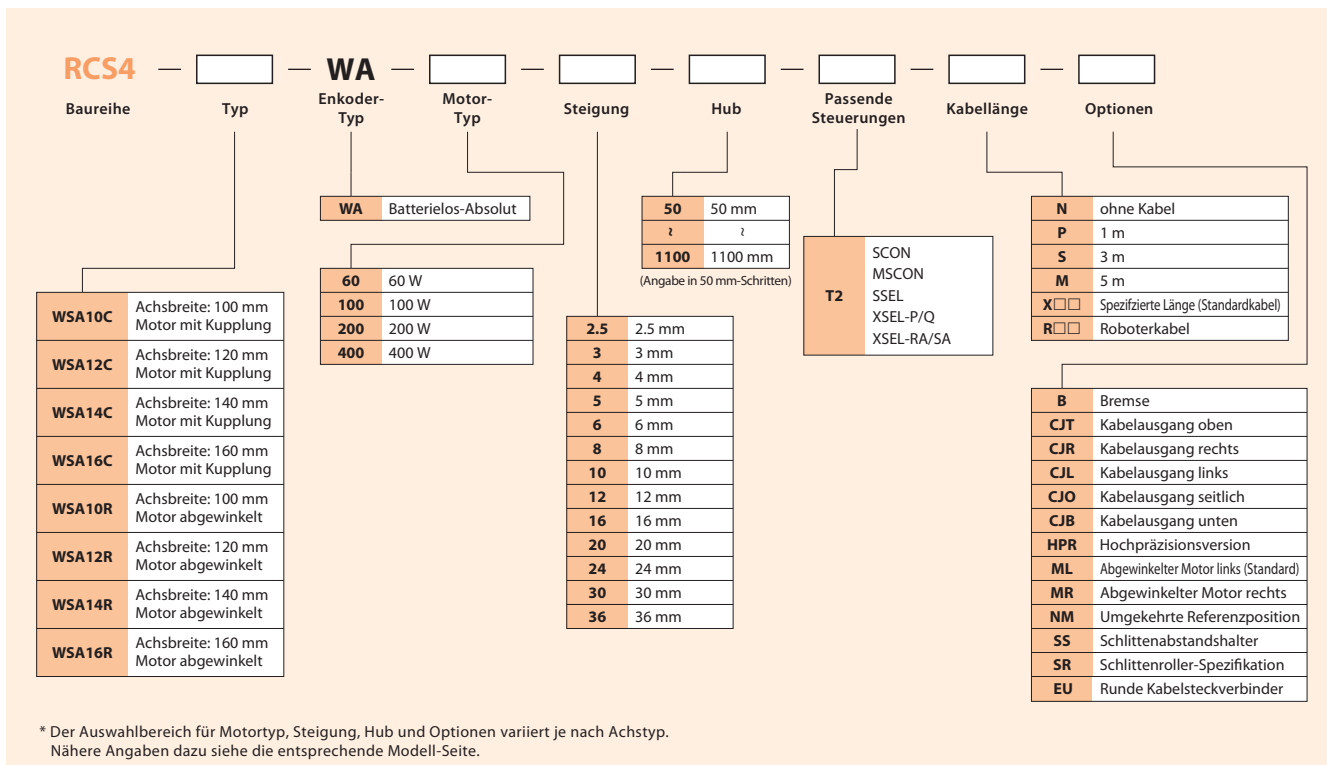 RCS4 — — WA — — — — — —
Baureihe
Typ
Enkoder-
Typ
Motor-
Typ
Steigung
Hub
Passende
Steuerungen
Kabellänge
Optionen
WSA10C Achsbreite: 100 mm
Motor mit Kupplung
WSA12C Achsbreite: 120 mm
Motor mit Kupplung
WSA14C Achsbreite: 140 mm
Motor mit Kupplung
WSA16C Achsbreite: 160 mm
Motor mit Kupplung
WSA10R Achsbreite: 100 mm
Motor abgewinkelt
WSA12R Achsbreite: 120 mm
Motor abgewinkelt
WSA14R Achsbreite: 140 mm
Motor abgewinkelt
WSA16R Achsbreite: 160 mm
Motor abgewinkelt
WA Batterielos-Absolut
60 60 W
100 100 W
200 200 W
400 400 W
2.5 2.5 mm
3 3 mm
4 4 mm
5 5 mm
6 6 mm
8 8 mm
10 10 mm
12 12 mm
16 16 mm
20 20 mm
24 24 mm
30 30 mm
36 36 mm
50 50 mm
≀ ≀
1100 1100 mm
(Angabe in 50 mm-Schritten)
T2
SCON
MSCON
SSEL
XSEL-P/Q
XSEL-RA/SA
N ohne Kabel
P 1 m
S 3 m
M 5 m
X□□ Spezifzierte Länge (Standardkabel)
R□□ Roboterkabel
B Bremse
CJT Kabelausgang oben
CJR Kabelausgang rechts
CJL Kabelausgang links
CJO Kabelausgang seitlich
CJB Kabelausgang unten
HPR Hochpräzisionsversion
ML Abgewinkelter Motor links (Standard)
MR Abgewinkelter Motor rechts
NM Umgekehrte Referenzposition
SS Schlittenabstandshalter
SR Schlittenroller-Spezifikation
EU Runde Kabelsteckverbinder
* Der Auswahlbereich für Motortyp, Steigung, Hub und Optionen variiert je nach Achstyp.
Nähere Angaben dazu siehe die entsprechende Modell-Seite.